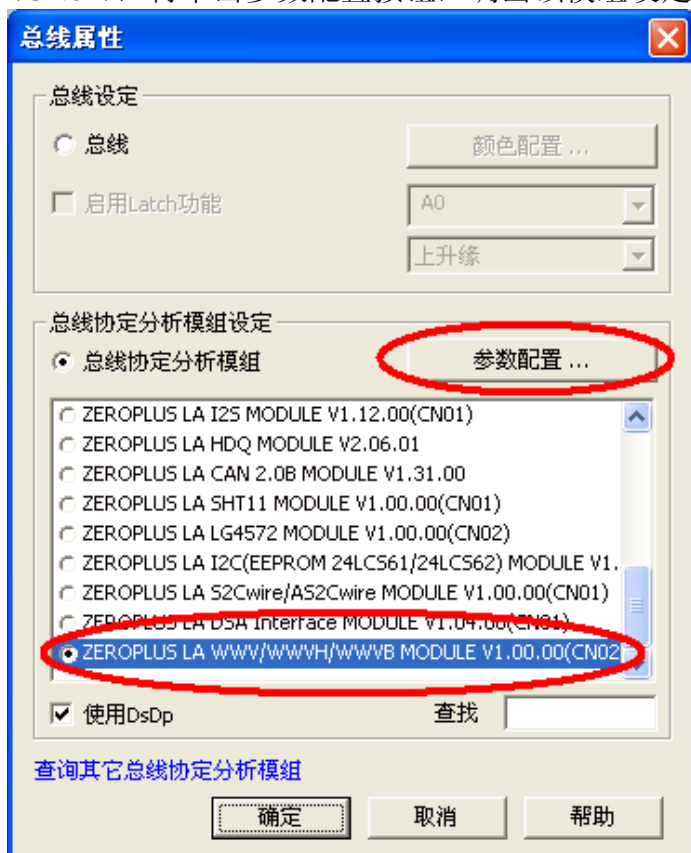 总线属性
总线设定
总线
颜色配置 ...
启用Latch功能
A0
上升缘
总线协定分析模组设定
总线协定分析模组
参数配置 ...
ZEROPLUS LA I2S MODULE V1.12.00(CN01)
ZEROPLUS LA HDQ MODULE V2.06.01
ZEROPLUS LA CAN 2.0B MODULE V1.31.00
ZEROPLUS LA SHT11 MODULE V1.00.00(CN01)
ZEROPLUS LA LG4572 MODULE V1.00.00(CN02)
ZEROPLUS LA I2C(EEPROM 24LCS61/24LCS62) MODULE V1.
ZEROPLUS LA S2Cwire/AS2Cwire MODULE V1.00.00(CN01)
ZEROPLUS LA DSA Interface MODULE V1.04.00(CN01)
ZEROPLUS LA WWV/WWVH/WWVB MODULE V1.00.00(CN02
使用DsDp
查找
查询其它总线协定分析模组
确定
取消
帮助